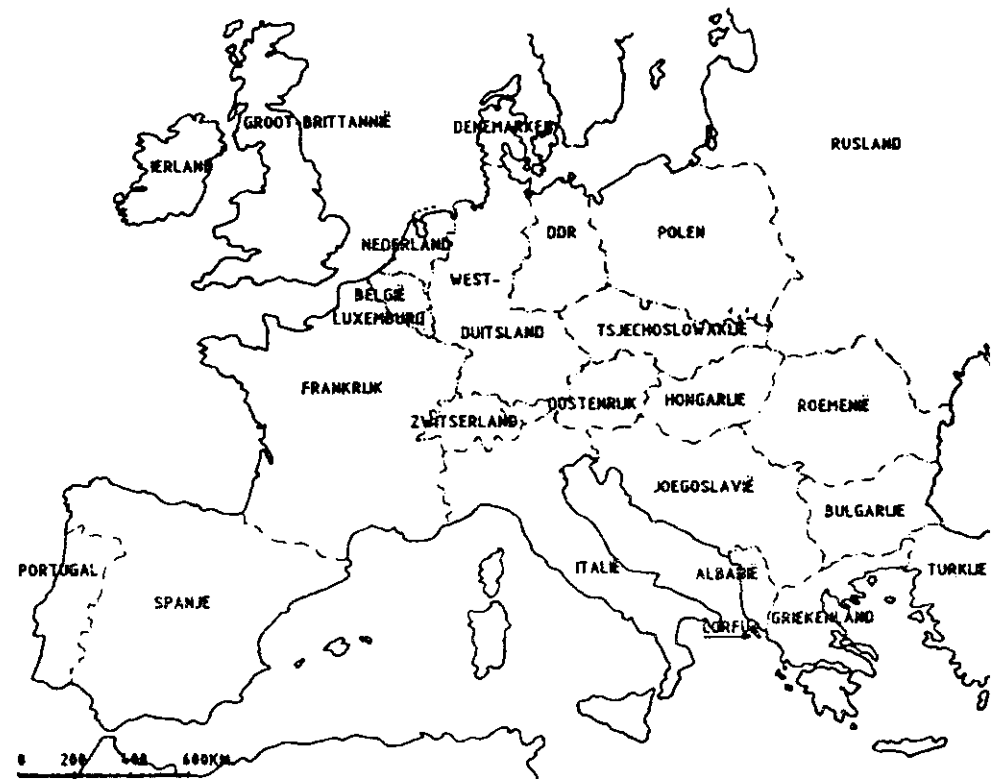 GROOT-BRITTANNIË
DENEMARKEN
RUSLAND
IERLAND
NEDERLAND
DDR
POLEN
WEST-
BELGIË
LUXEMBURG
DUITSLAND
TSJECHOSLOWAKIJE
FRANKRIJK
ZWITSERLAND
OOSTENRIJK
HONGARIJE
ROEMENIË
JOEGOSLAVIË
BULGARIJE
PORTUGAL
SPANJE
ITALIË
ALBANIË
TURKIJE
CORFU
GRIEKENLAND
0 200 400 600KM